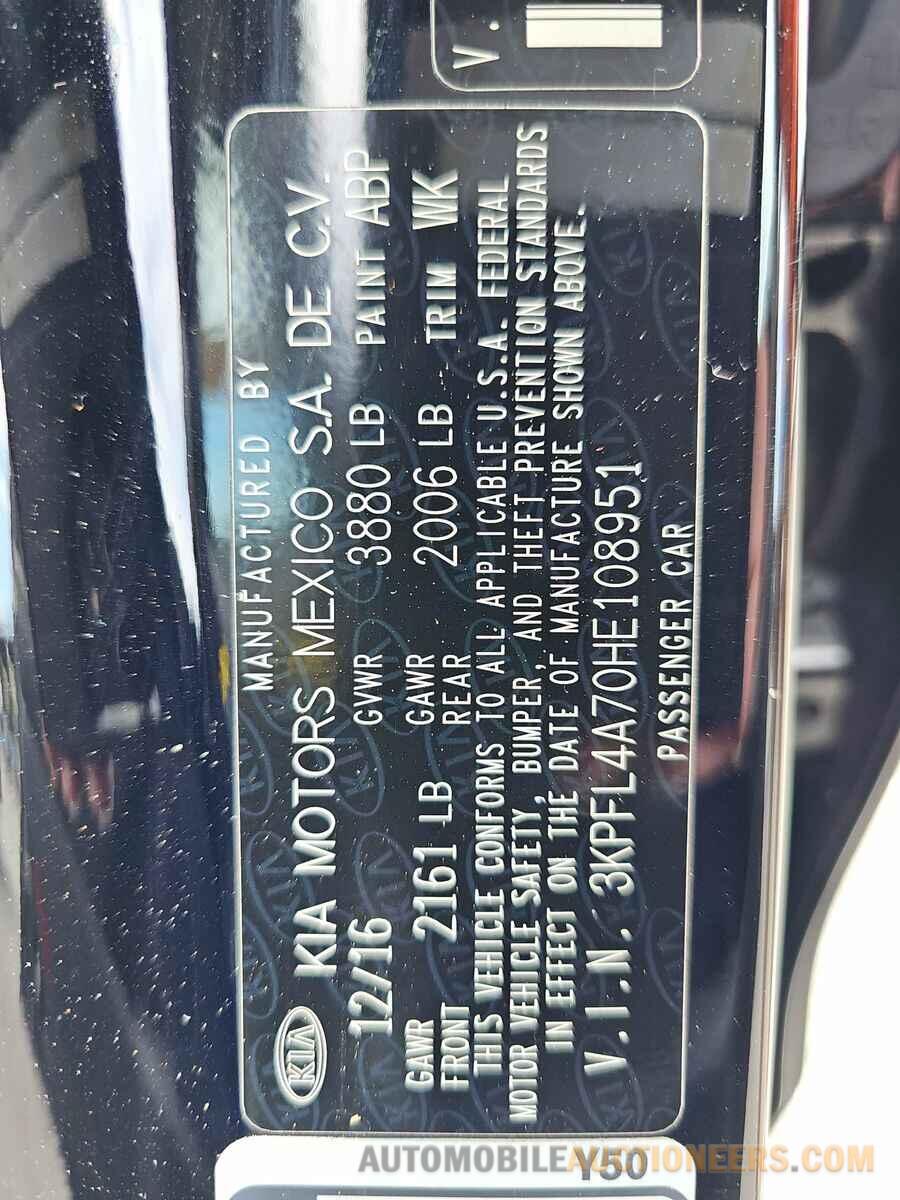 V.
MANUFACTURED BY
KIA KIA MOTORS MEXICO S.A. DE C.V.
12/16 GVWR 3880 LB PAINT ABP
GAWR FRONT 2161 LB GAWR REAR 2006 LB TRIM WK
THIS VEHICLE CONFORMS TO ALL APPLICABLE U.S.A. FEDERAL
MOTOR VEHICLE SAFETY, BUMPER, AND THEFT PREVENTION STANDARDS
IN EFFECT ON THE DATE OF MANUFACTURE SHOWN ABOVE.
V.I.N. 3KPFL4A70HE108951
PASSENGER CAR
150
AUTOMOBILEAUCTIONEERS.COM